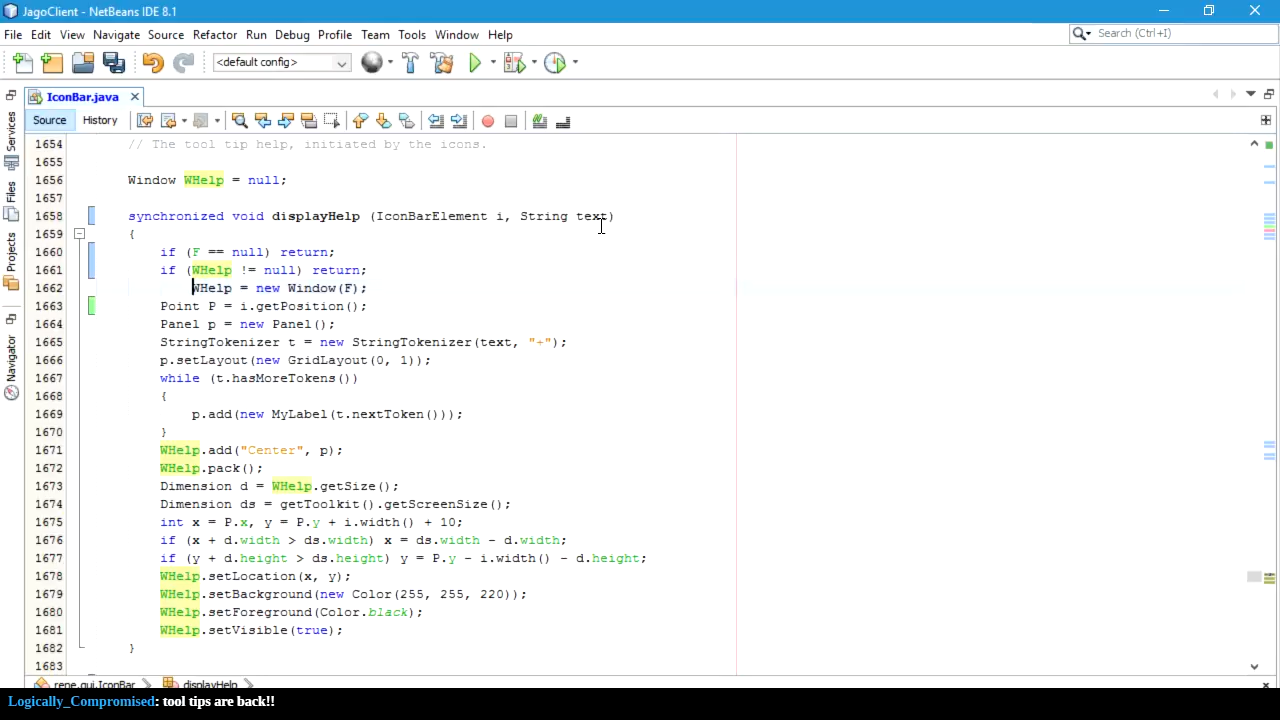 JagoClient - NetBeans IDE 8.1
File Edit View Navigate Source Refactor Run Debug Profile Team Tools Window Help
Search (Ctrl+I)
<default config>
IconBar.java
Source History
Services
Files
Projects
Navigator
1654 // The tool tip help, initiated by the icons.
1655
1656 Window WHelp = null;
1657
1658 synchronized void displayHelp (IconBarElement i, String text)
1659 {
1660 if (F == null) return;
1661 if (WHelp != null) return;
1662 WHelp = new Window(F);
1663 Point P = i.getPosition();
1664 Panel p = new Panel();
1665 StringTokenizer t = new StringTokenizer(text, "+");
1666 p.setLayout(new GridLayout(0, 1));
1667 while (t.hasMoreTokens())
1668 {
1669 p.add(new MyLabel(t.nextToken()));
1670 }
1671 WHelp.add("Center", p);
1672 WHelp.pack();
1673 Dimension d = WHelp.getSize();
1674 Dimension ds = getToolkit().getScreenSize();
1675 int x = P.x, y = P.y + i.width() + 10;
1676 if (x + d.width > ds.width) x = ds.width - d.width;
1677 if (y + d.height > ds.height) y = P.y - i.width() - d.height;
1678 WHelp.setLocation(x, y);
1679 WHelp.setBackground(new Color(255, 255, 220));
1680 WHelp.setForeground(Color.black);
1681 WHelp.setVisible(true);
1682 }
1683
rene.gui.IconBar displayHelp
Logically_Compromised: tool tips are back!!